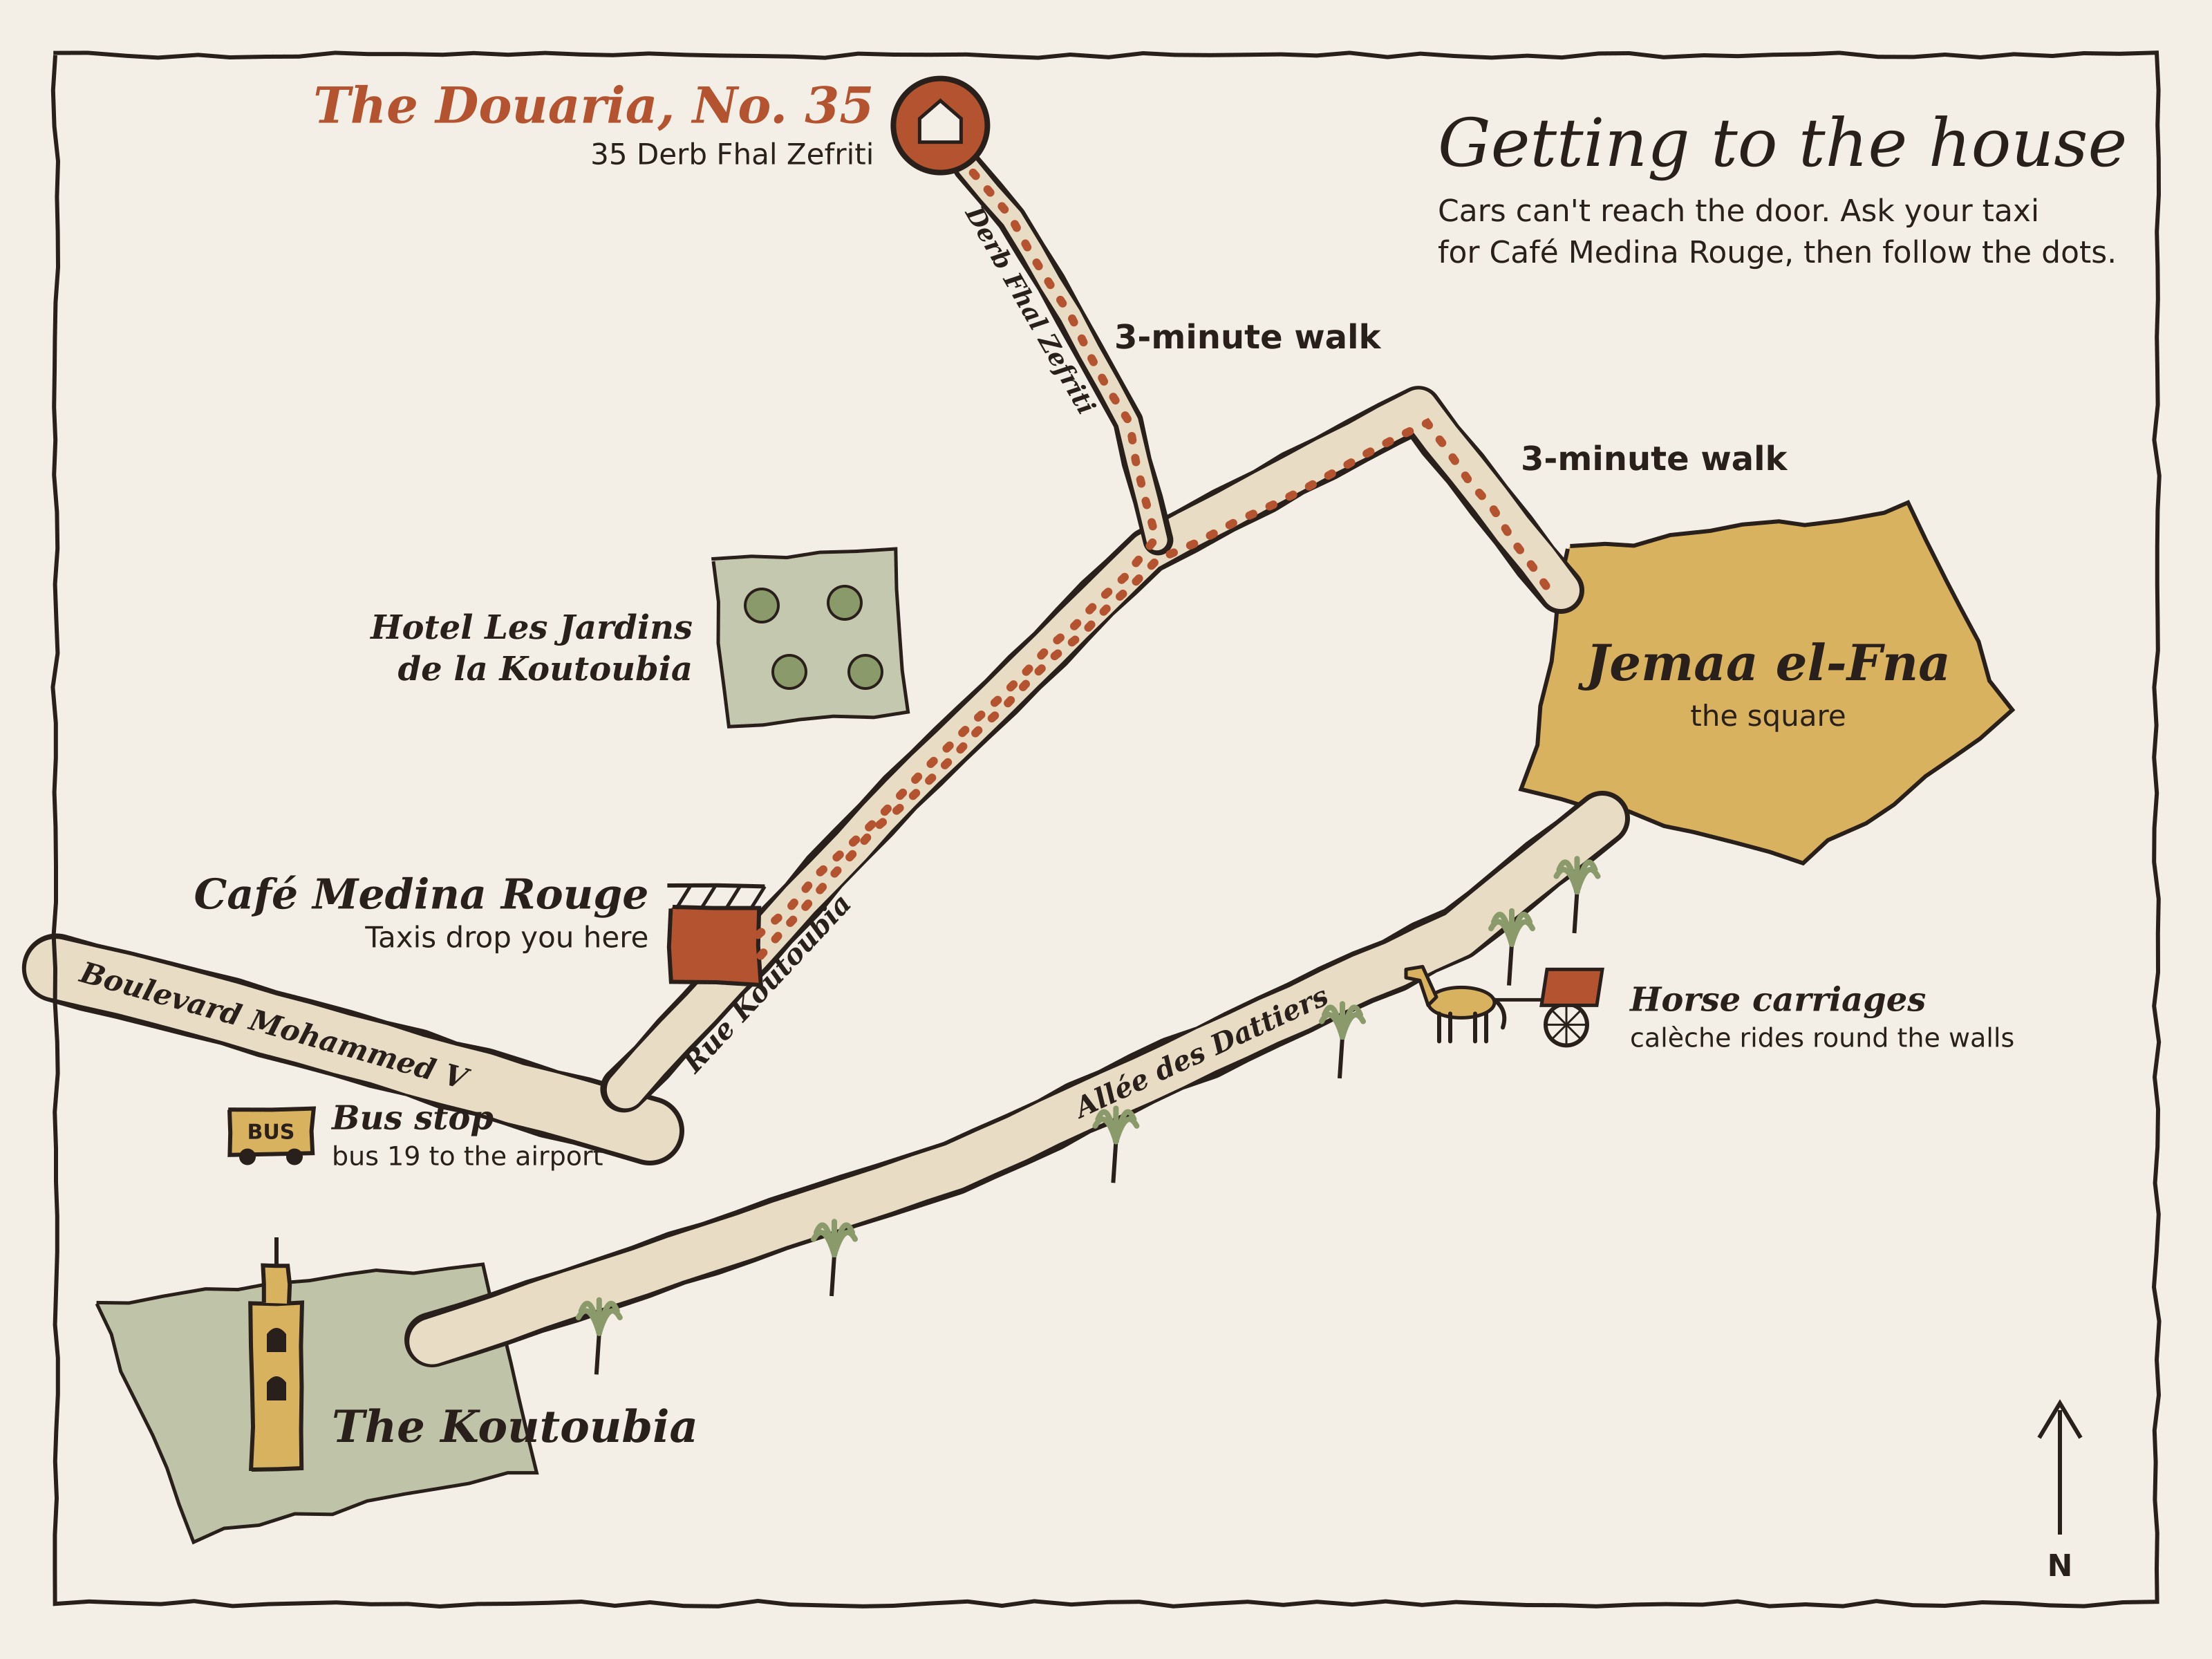 The Douaria, No. 35
35 Derb Fhal Zefriti
Getting to the house
Cars can't reach the door. Ask your taxi
for Café Medina Rouge, then follow the dots.
Derb Fhal Zefriti
3-minute walk
3-minute walk
Hotel Les Jardins
de la Koutoubia
Jemaa el-Fna
the square
Café Medina Rouge
Taxis drop you here
Rue Koutoubia
Boulevard Mohammed V
Allée des Dattiers
Horse carriages
calèche rides round the walls
BUS
Bus stop
bus 19 to the airport
The Koutoubia
N